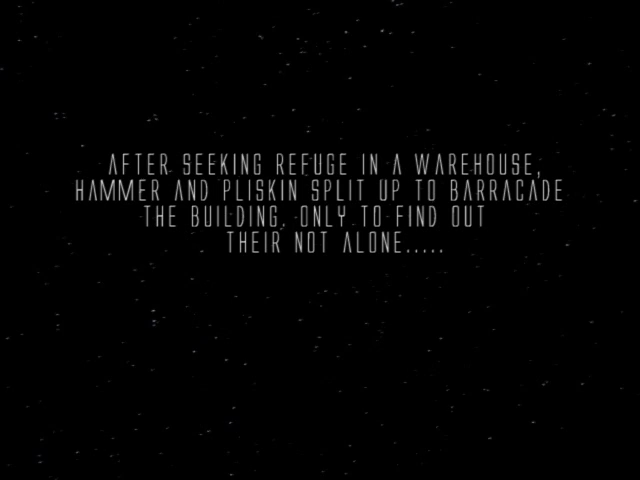 AFTER SEEKING REFUGE IN A WAREHOUSE,
HAMMER AND PLISKIN SPLIT UP TO BARRACADE
THE BUILDING, ONLY TO FIND OUT
THEIR NOT ALONE.....